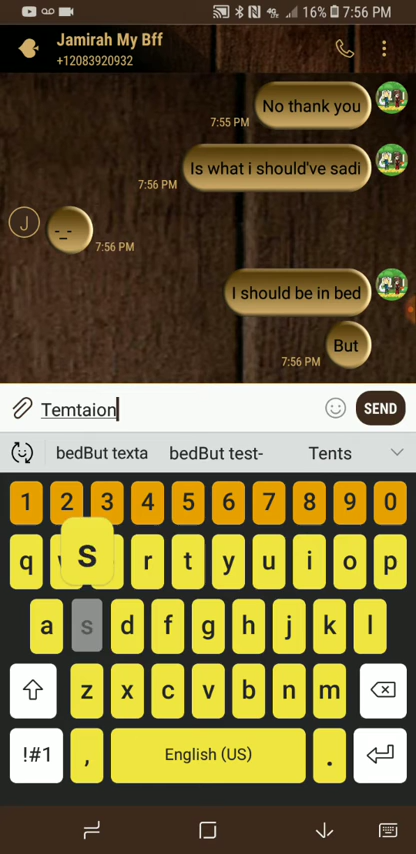 16% 7:56 PM
Jamirah My Bff
+12083920932
No thank you
7:55 PM
Is what i should've sadi
7:56 PM
J
-_-
7:56 PM
I should be in bed
But
7:56 PM
Temtaion
SEND
bedBut texta bedBut test- Tents
1 2 3 4 5 6 7 8 9 0
q r t y u i o p
s
a s d f g h j k l
z x c v b n m
!#1 , English (US) .